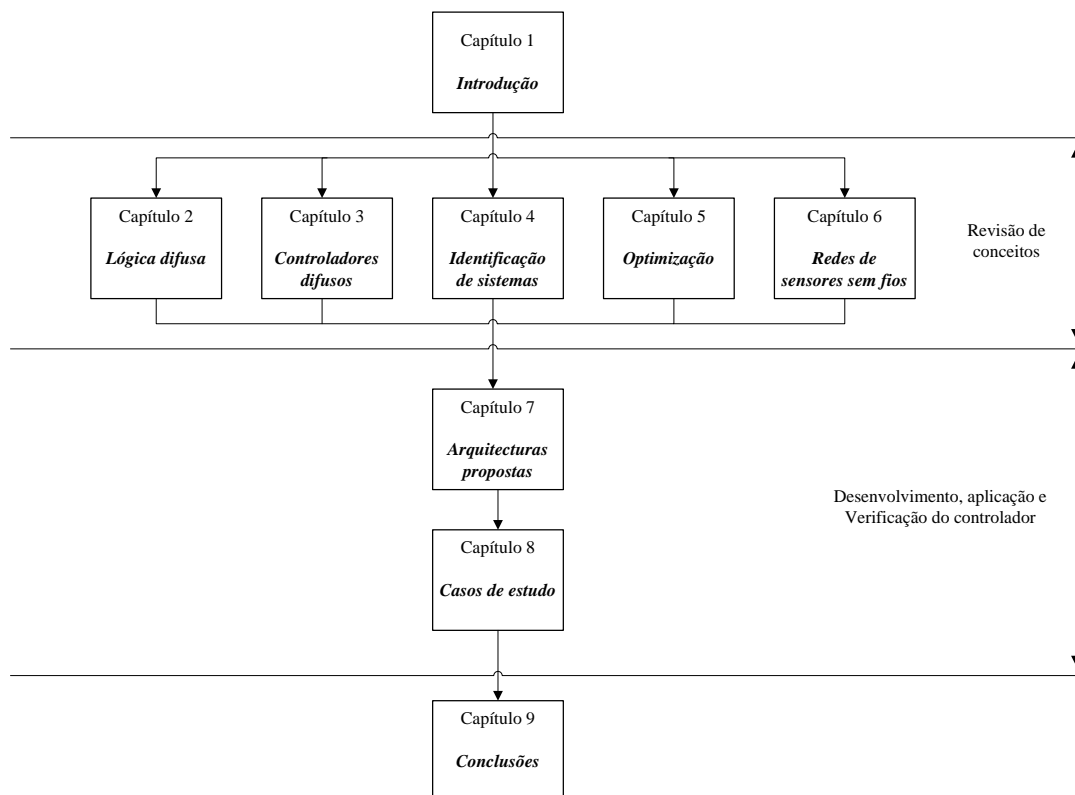 Capítulo 1
Introdução
Capítulo 2
Lógica difusa
Capítulo 3
Controladores
difusos
Capítulo 4
Identificação
de sistemas
Capítulo 5
Optimização
Capítulo 6
Redes de
sensores sem fios
Revisão de
conceitos
Capítulo 7
Arquitecturas
propostas
Desenvolvimento, aplicação e
Verificação do controlador
Capítulo 8
Casos de estudo
Capítulo 9
Conclusões